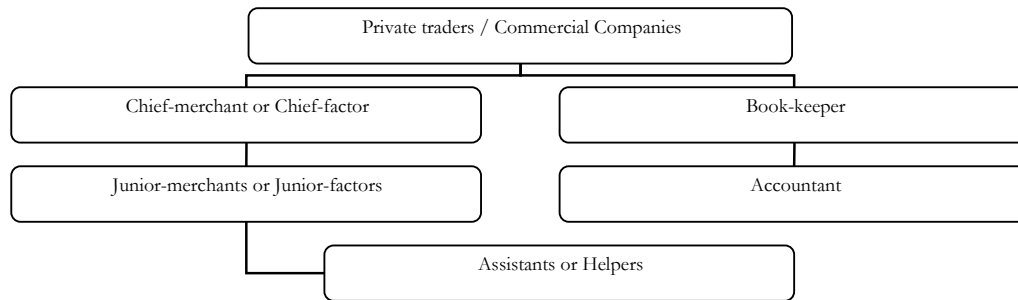 Private traders / Commercial Companies
Chief-merchant or Chief-factor
Book-keeper
Junior-merchants or Junior-factors
Accountant
Assistants or Helpers